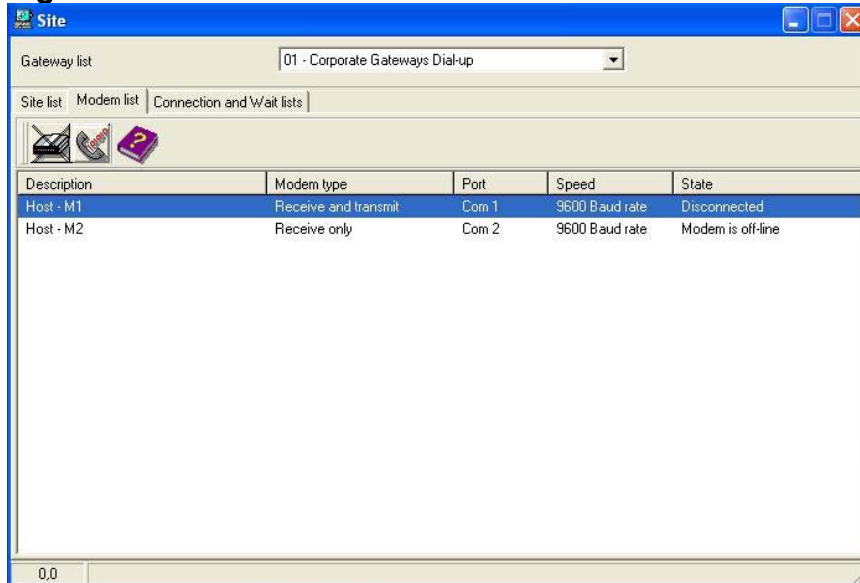 Site
Gateway list 01 - Corporate Gateways Dial-up
Site list Modem list Connection and Wait lists
Description Modem type Port Speed State
Host - M1 Receive and transmit Com 1 9600 Baud rate Disconnected
Host - M2 Receive only Com 2 9600 Baud rate Modem is off-line
0,0